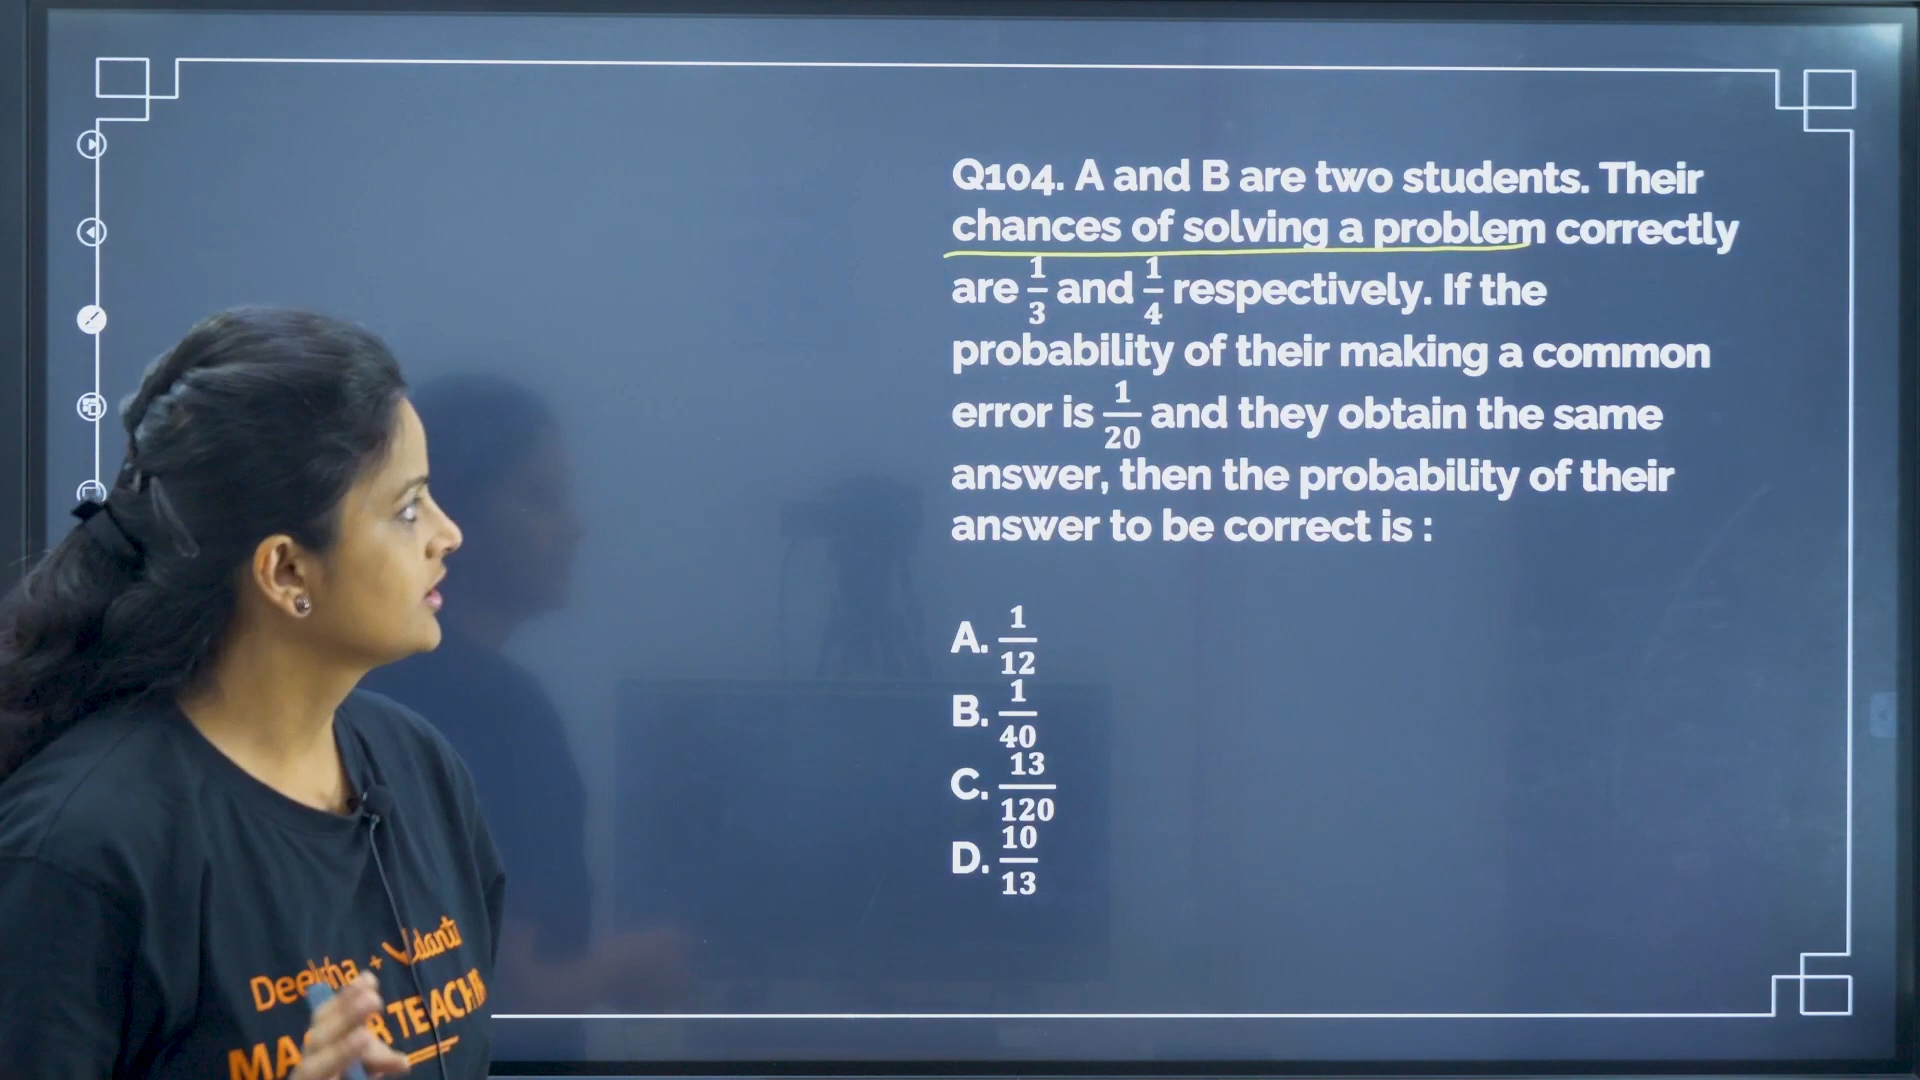 Q104. A and B are two students. Their
chances of solving a problem correctly
are 1/3 and 1/4 respectively. If the
probability of their making a common
error is 1/20 and they obtain the same
answer, then the probability of their
answer to be correct is :
A. 1/12
B. 1/40
C. 13/120
D. 10/13